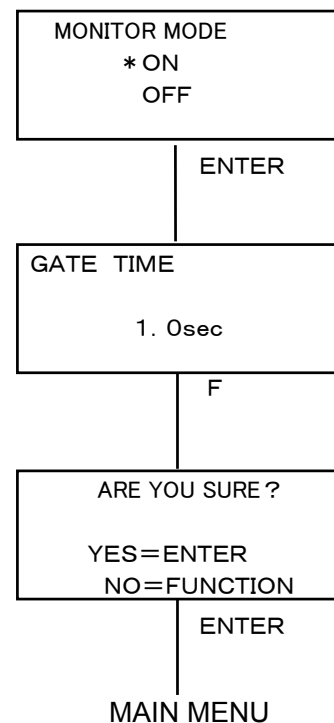 MONITOR MODE
*ON
OFF
ENTER
GATE TIME
1. 0sec
F
ARE YOU SURE?
YES=ENTER
NO=FUNCTION
ENTER
MAIN MENU